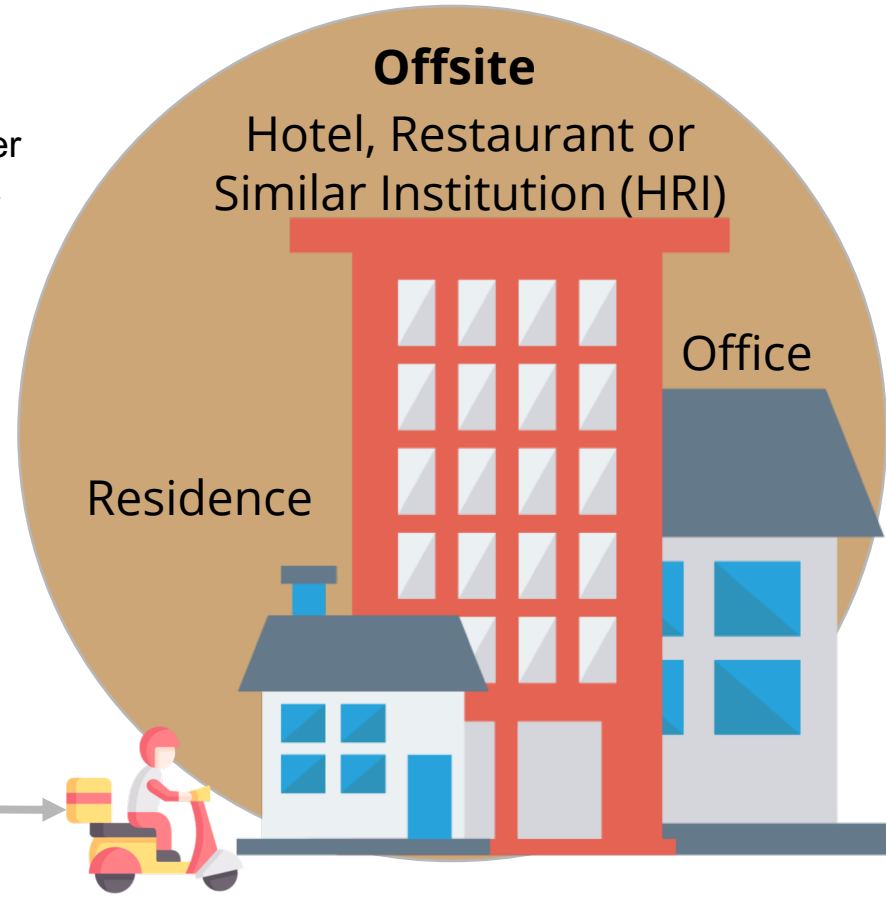 Offsite
Hotel, Restaurant or
Similar Institution (HRI)
Office
Residence